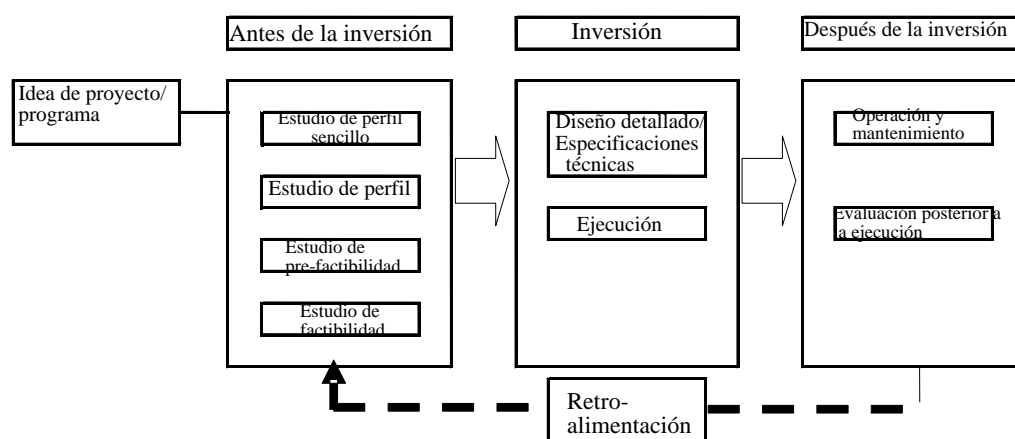 Antes de la inversión
Inversión
Después de la inversión
Idea de proyecto/
programa
Estudio de perfil
sencillo
Estudio de perfil
Estudio de
pre-factibilidad
Estudio de
factibilidad
Diseño detallado/
Especificaciones
técnicas
Ejecución
Operación y
mantenimiento
Evaluación posterior a
la ejecución
Retro-
alimentación